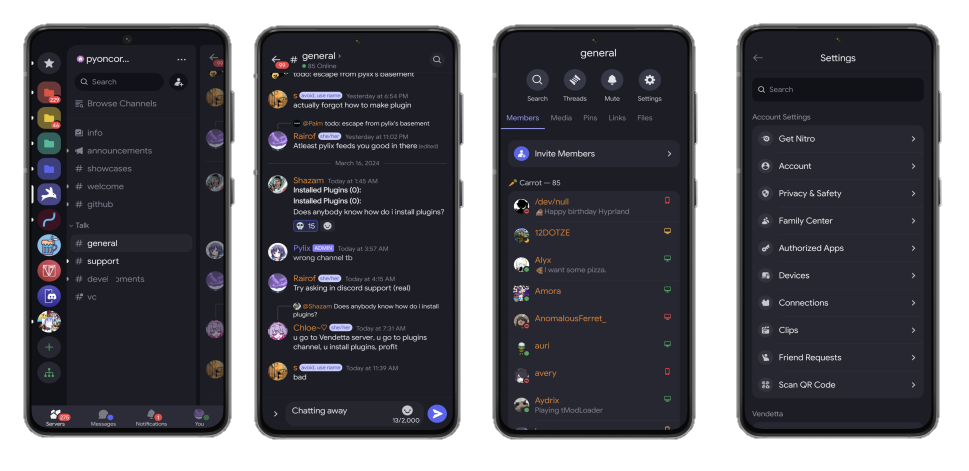 pyoncor...
Search
Browse Channels
229
66
info
announcements
# showcases
# welcome
# github
Talk
# general
# support
# devel pments
vc
275
3
Servers
Messages
Notifications
You
99
# general ›
85 Online
todo: escape from pylix's basement
s avoid; use name Yesterday at 6:54 PM
actually forgot how to make plugin
@Palm todo: escape from pylix's basement
Rairof she/her Yesterday at 11:02 PM
Atleast pylix feeds you good in there (edited)
March 16, 2024
Shazam Today at 1:45 AM
Installed Plugins (0):
Installed Plugins (0):
Does anybody know how do i install plugins?
15
Pylix ADMIN Today at 3:57 AM
wrong channel tb
Rairof she/her Today at 4:15 AM
Try asking in discord support (real)
@Shazam Does anybody know how do i install
plugins?
Chloe~♡ she/her Today at 7:31 AM
u go to Vendetta server, u go to plugins
channel, u install plugins, profit
s avoid; use name Today at 11:39 AM
bad
Chatting away
13/2,000
general
Search
Threads
Mute
Settings
Members
Media
Pins
Links
Files
Invite Members
Carrot — 85
/dev/null
Happy birthday Hyprland
12DOTZE
Alyx
I want some pizza.
Amora
AnomalousFerret_
auri
avery
Aydrix
Playing tModLoader
Settings
Search
Account Settings
Get Nitro
Account
Privacy & Safety
Family Center
Authorized Apps
Devices
Connections
Clips
Friend Requests
Scan QR Code
Vendetta